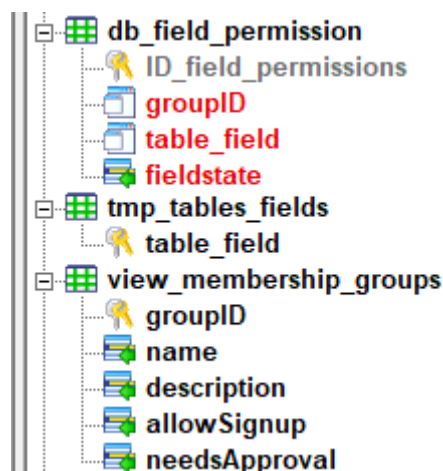 db_field_permission
ID_field_permissions
groupID
table_field
fieldstate
tmp_tables_fields
table_field
view_membership_groups
groupID
name
description
allowSignup
needsApproval